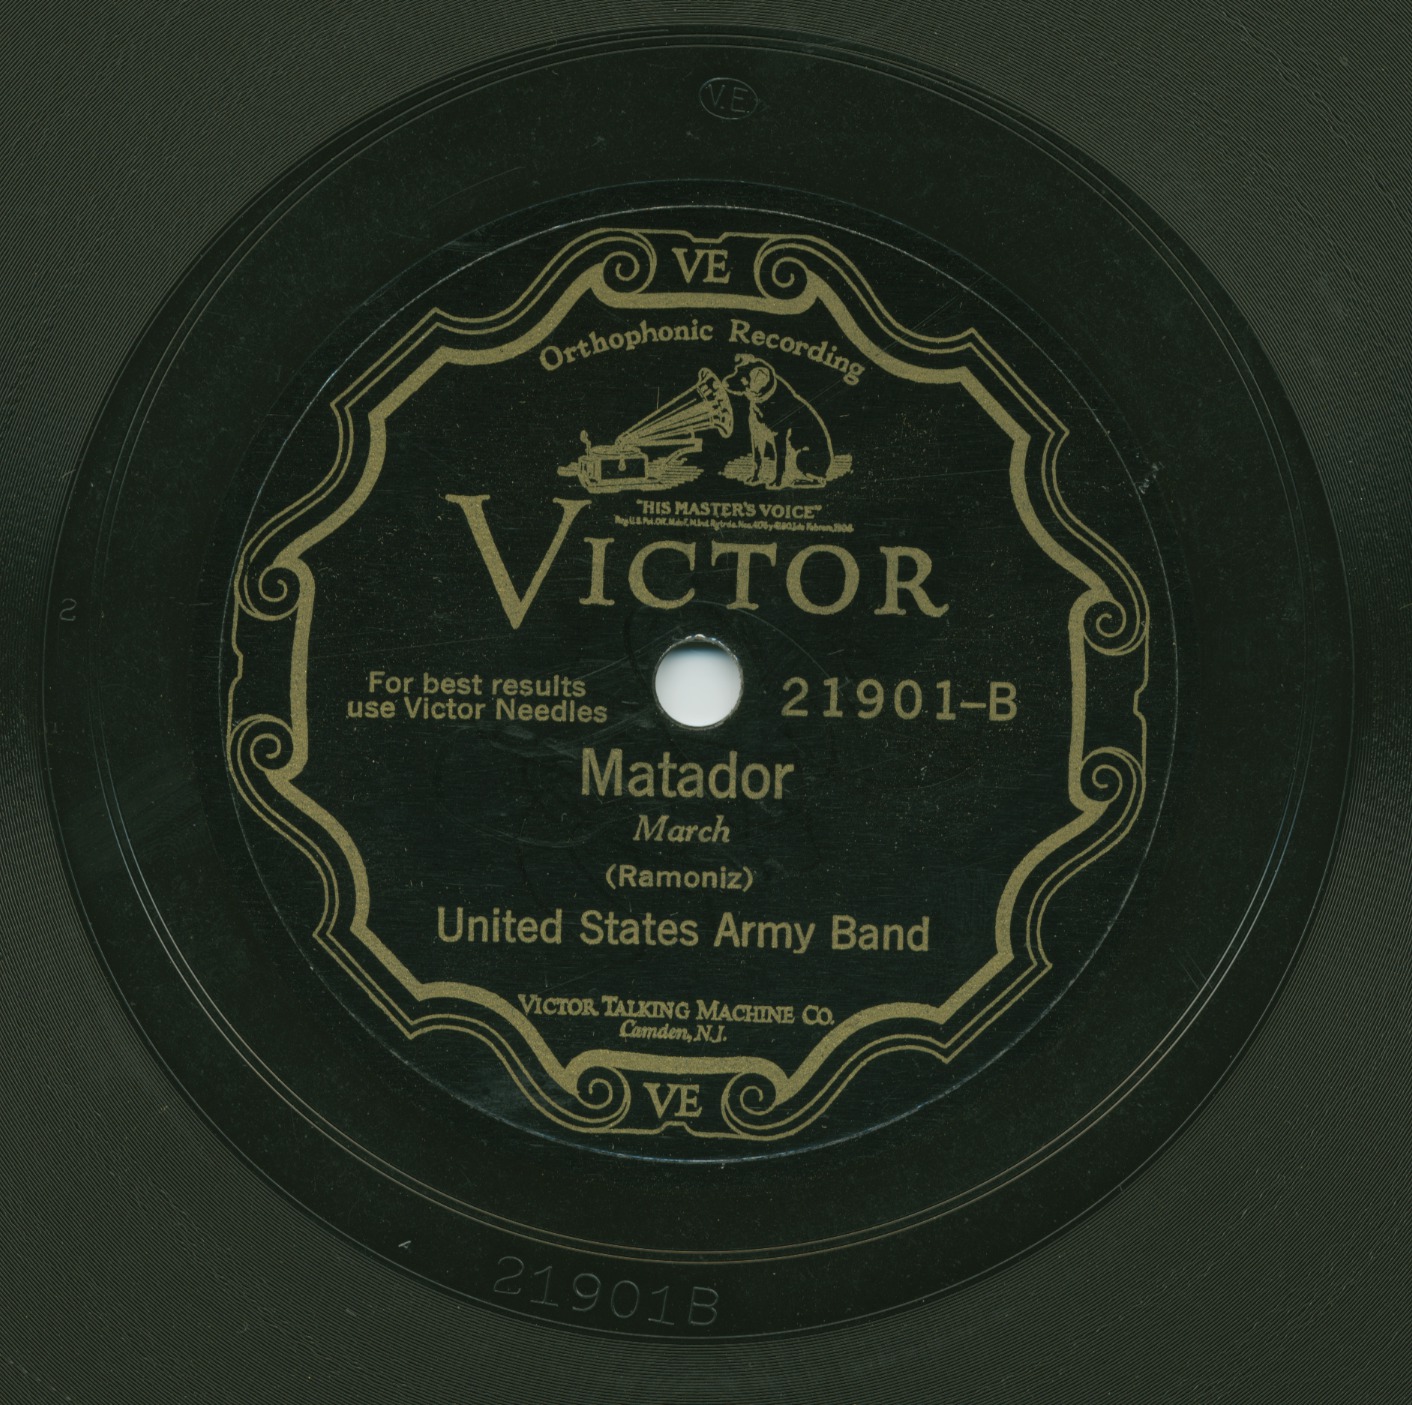 V.E.
VE
Orthophonic Recording
"HIS MASTER'S VOICE"
VICTOR
For best results
use Victor Needles
21901-B
Matador
March
(Ramoniz)
United States Army Band
VICTOR TALKING MACHINE CO.
Camden, N.J.
VE
2
21901B